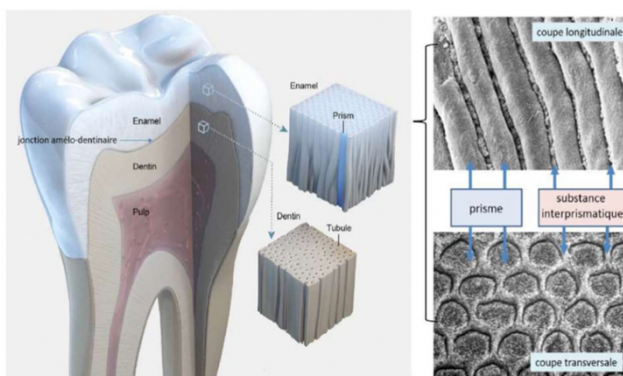 Enamel
jonction amélo-dentinaire
Dentin
Pulp
Enamel
Prism
Dentin
Tubule
coupe longitudinale
prisme
substance
interprismatique
coupe transversale